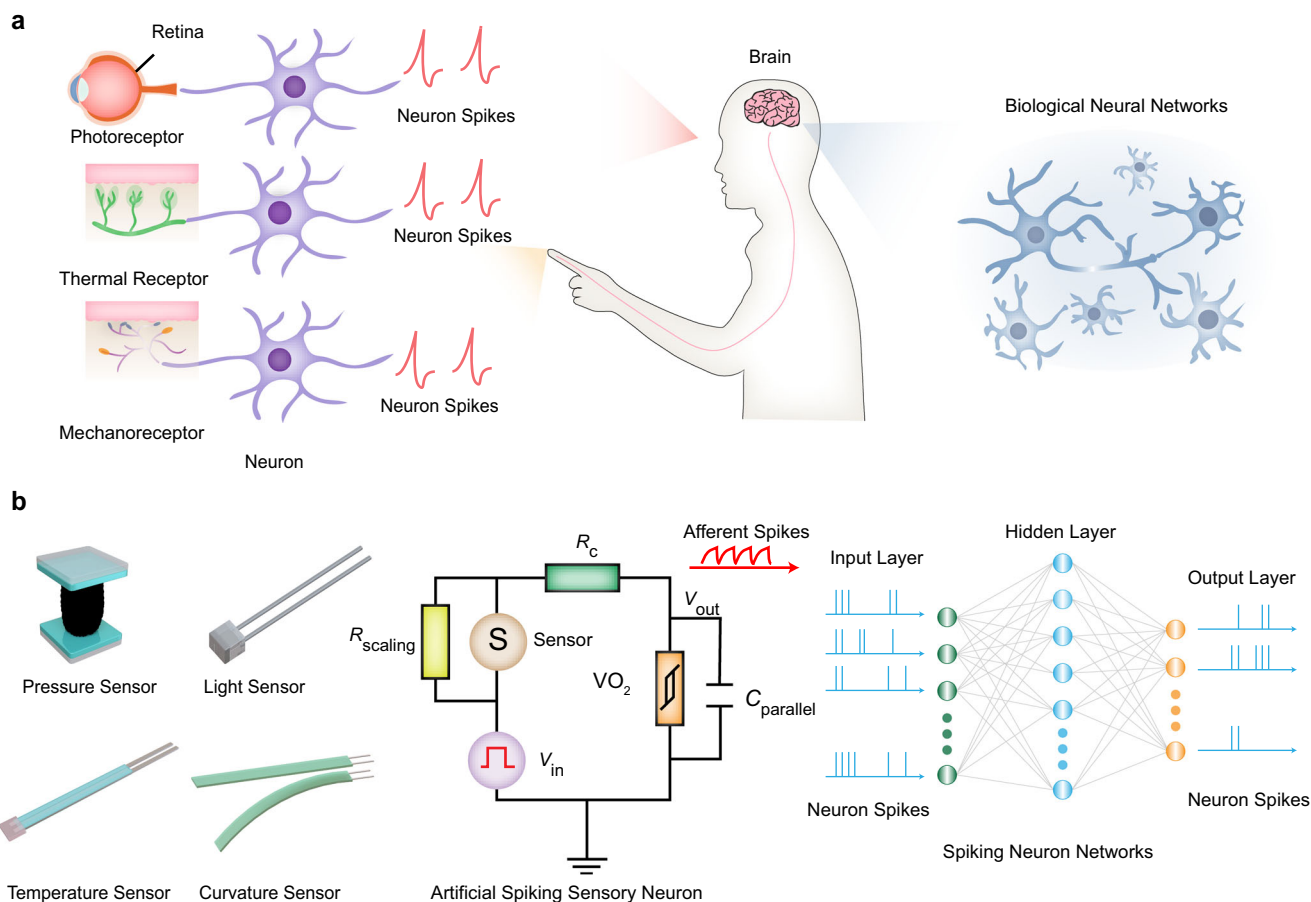 a
Retina
Photoreceptor
Neuron Spikes
Thermal Receptor
Neuron Spikes
Mechanoreceptor
Neuron Spikes
Neuron
Brain
Biological Neural Networks
b
Pressure Sensor
Light Sensor
Temperature Sensor
Curvature Sensor
Rscaling
S
Sensor
Rc
Vin
VO2
Vout
Cparallel
Afferent Spikes
Artificial Spiking Sensory Neuron
Input Layer
Hidden Layer
Output Layer
Neuron Spikes
Neuron Spikes
Spiking Neuron Networks